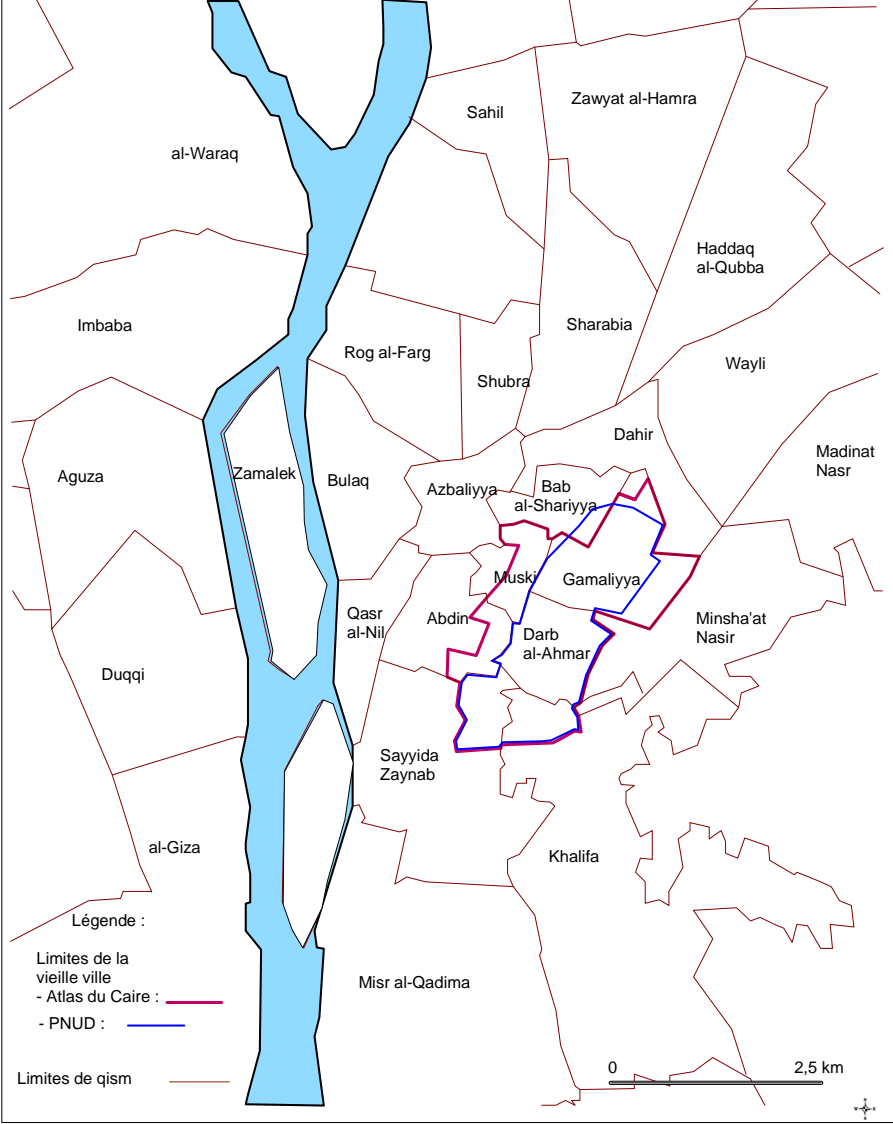 Sahil
Zawyat al-Hamra
al-Waraq
Haddaq
al-Qubba
Imbaba
Rog al-Farg
Sharabia
Shubra
Wayli
Dahir
Madinat
Nasr
Aguza
Zamalek
Bulaq
Azbaliyya
Bab
al-Shariyya
Muski
Gamaliyya
Qasr
al-Nil
Abdin
Darb
al-Ahmar
Minsha'at
Nasir
Duqqi
Sayyida
Zaynab
al-Giza
Khalifa
Misr al-Qadima
Légende :
Limites de la
vieille ville
- Atlas du Caire :
- PNUD :
Limites de qism
0 2,5 km